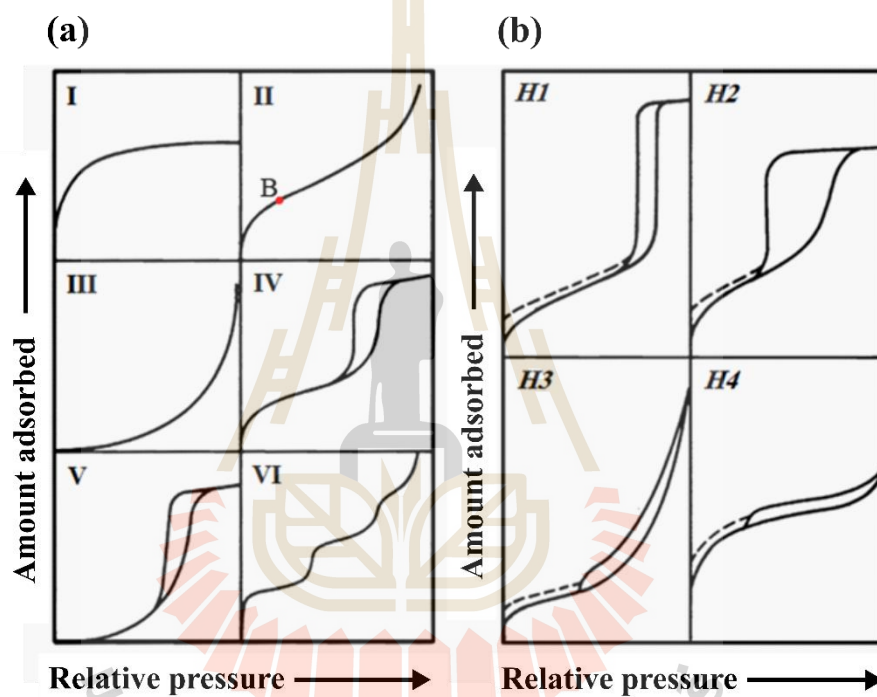 (a)
(b)
I
II
B
III
IV
V
VI
H1
H2
H3
H4
Amount adsorbed
Relative pressure
Amount adsorbed
Relative pressure